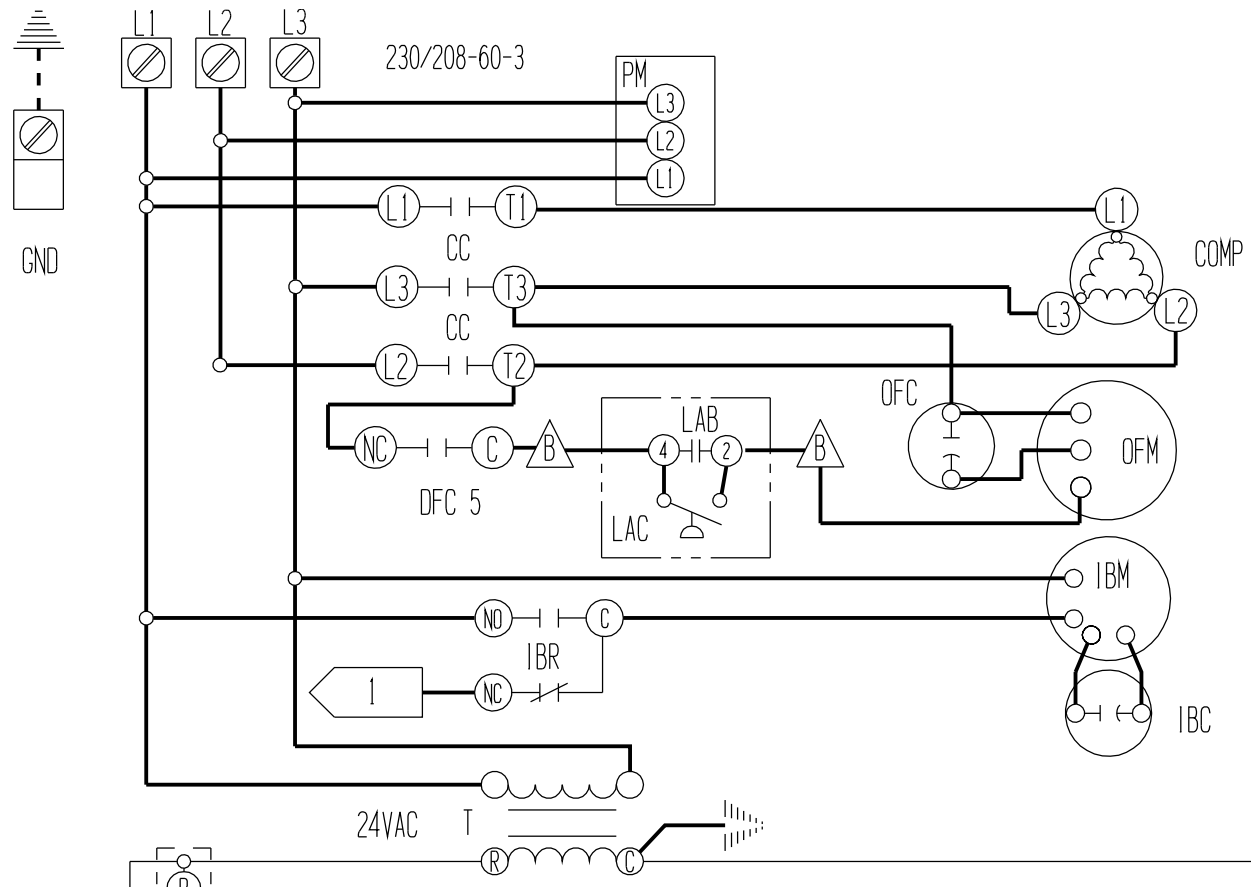 L1 L2 L3
230/208-60-3
PM
L3
L2
L1
GND
L1 T1 L1
CC
COMP
L3 T3 L3 L2
CC
L2 T2
OFC
LAB
NC C B 4 2 B OFM
DFC 5
LAC
IBM
NO C
IBR
1 NC
IBC
24VAC T
R C